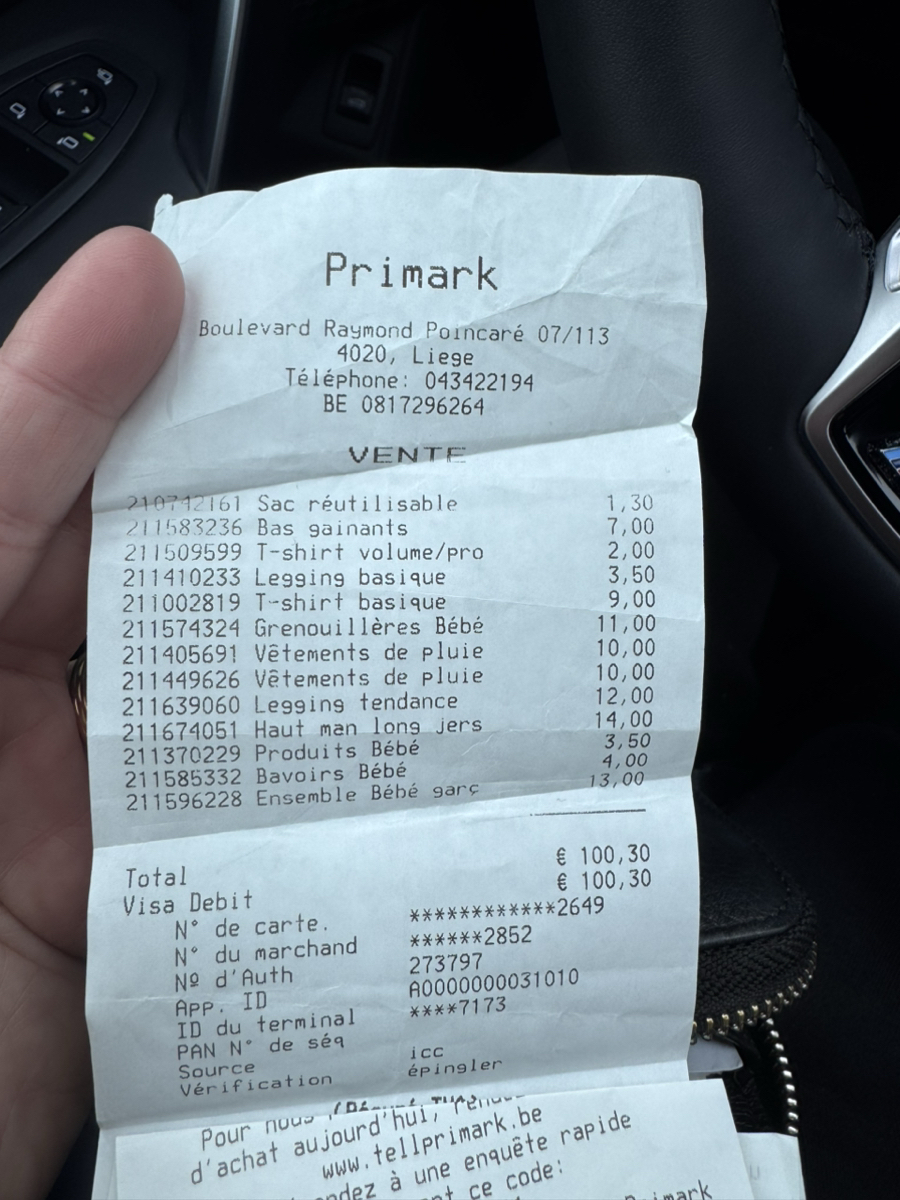 Primark
Boulevard Raymond Poincaré 07/113
4020, Liege
Téléphone: 043422194
BE 0817296264
VENTE
210742161 Sac réutilisable 1,30
211583236 Bas gainants 7,00
211509599 T-shirt volume/pro 2,00
211410233 Legging basique 3,50
211002819 T-shirt basique 9,00
211574324 Grenouillères Bébé 11,00
211405691 Vêtements de pluie 10,00
211449626 Vêtements de pluie 10,00
211639060 Legging tendance 12,00
211674051 Haut man long jers 14,00
211370229 Produits Bébé 3,50
211585332 Bavoirs Bébé 4,00
211596228 Ensemble Bébé garç 13,00
Total € 100,30
Visa Debit € 100,30
N° de carte. ************2649
N° du marchand ******2852
Nº d'Auth 273797
App. ID A0000000031010
ID du terminal ****7173
PAN N° de séq
Source icc
Vérification épingler
Pour nous
d'achat aujourd'hui,
www.tellprimark.be
ndez à une enquête rapide
nt ce code:
Primark